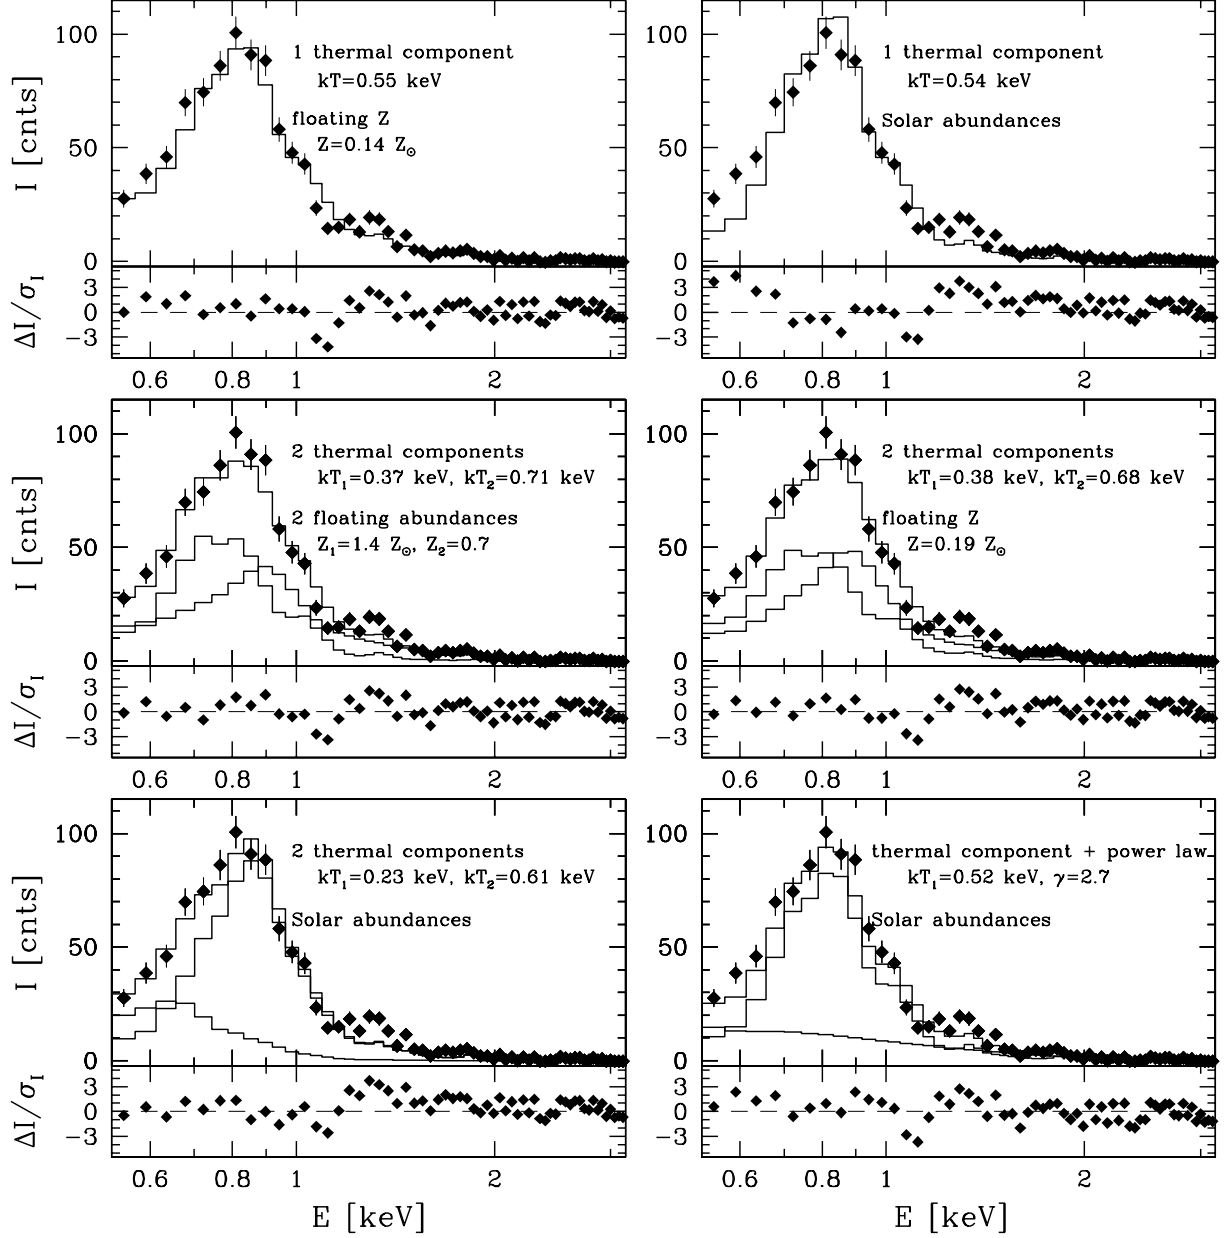 I [cnts]
100
50
0
1 thermal component
kT=0.55 keV
floating Z
Z=0.14 Z⊙
ΔI/σI
3
0
−3
0.6 0.8 1 2
100
50
0
1 thermal component
kT=0.54 keV
Solar abundances
3
0
−3
0.6 0.8 1 2
I [cnts]
100
50
0
2 thermal components
kT1=0.37 keV, kT2=0.71 keV
2 floating abundances
Z1=1.4 Z⊙, Z2=0.7
ΔI/σI
3
0
−3
0.6 0.8 1 2
100
50
0
2 thermal components
kT1=0.38 keV, kT2=0.68 keV
floating Z
Z=0.19 Z⊙
3
0
−3
0.6 0.8 1 2
I [cnts]
100
50
0
2 thermal components
kT1=0.23 keV, kT2=0.61 keV
Solar abundances
ΔI/σI
3
0
−3
0.6 0.8 1 2
E [keV]
100
50
0
thermal component + power law
kT1=0.52 keV, γ=2.7
Solar abundances
3
0
−3
0.6 0.8 1 2
E [keV]